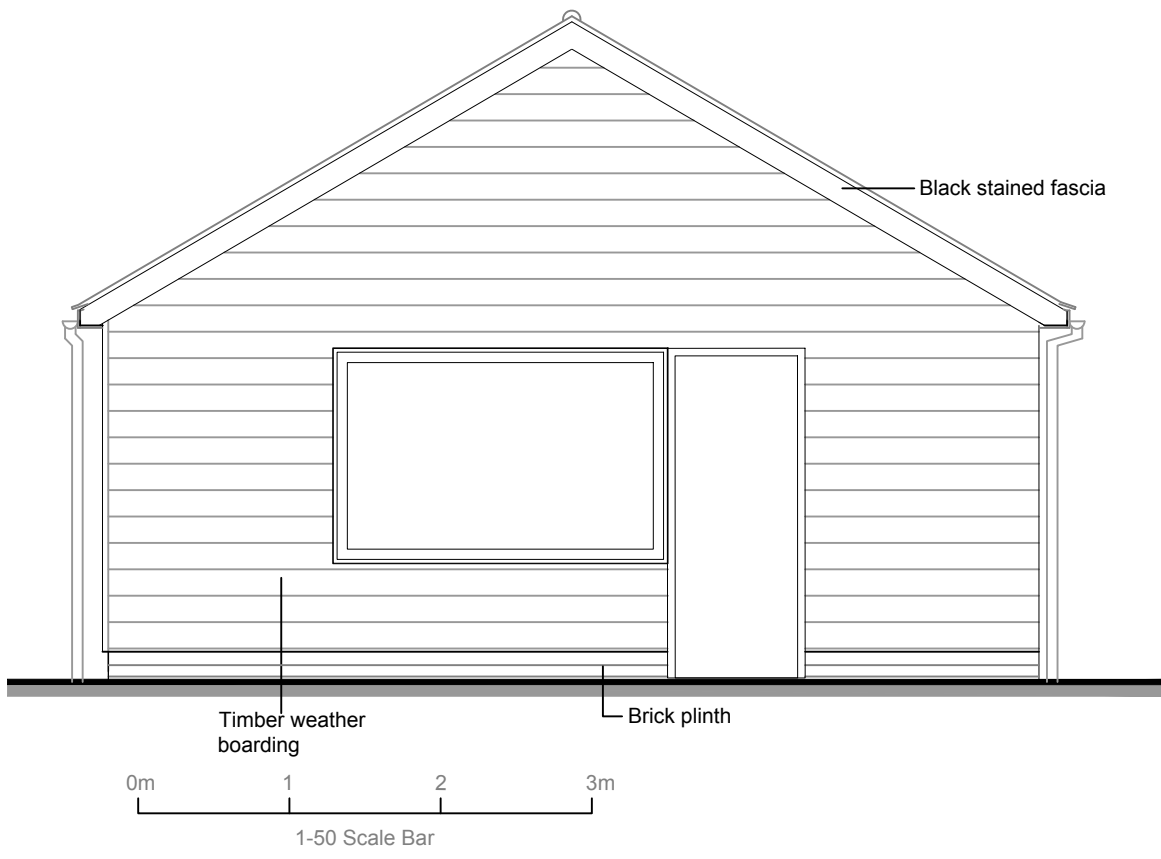 Black stained fascia
Timber weather
boarding
Brick plinth
0m 1 2 3m
1-50 Scale Bar